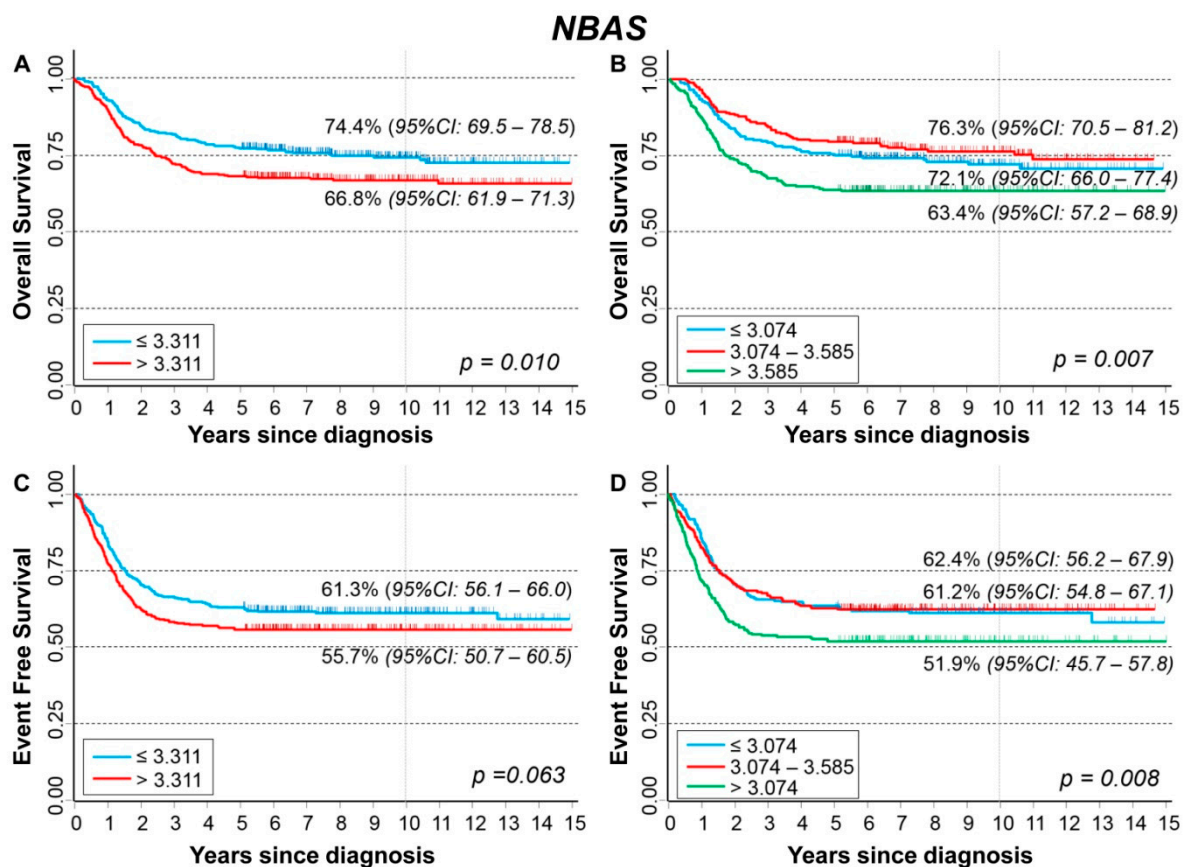 NBAS
A
Overall Survival
1.00
0.75
0.50
0.25
0.00
74.4% (95%CI: 69.5 – 78.5)
66.8% (95%CI: 61.9 – 71.3)
≤ 3.311
> 3.311
p = 0.010
0 1 2 3 4 5 6 7 8 9 10 11 12 13 14 15
Years since diagnosis
B
Overall Survival
1.00
0.75
0.50
0.25
0.00
76.3% (95%CI: 70.5 – 81.2)
72.1% (95%CI: 66.0 – 77.4)
63.4% (95%CI: 57.2 – 68.9)
≤ 3.074
3.074 – 3.585
> 3.585
p = 0.007
0 1 2 3 4 5 6 7 8 9 10 11 12 13 14 15
Years since diagnosis
C
Event Free Survival
1.00
0.75
0.50
0.25
0.00
61.3% (95%CI: 56.1 – 66.0)
55.7% (95%CI: 50.7 – 60.5)
≤ 3.311
> 3.311
p =0.063
0 1 2 3 4 5 6 7 8 9 10 11 12 13 14 15
Years since diagnosis
D
Event Free Survival
1.00
0.75
0.50
0.25
0.00
62.4% (95%CI: 56.2 – 67.9)
61.2% (95%CI: 54.8 – 67.1)
51.9% (95%CI: 45.7 – 57.8)
≤ 3.074
3.074 – 3.585
> 3.074
p = 0.008
0 1 2 3 4 5 6 7 8 9 10 11 12 13 14 15
Years since diagnosis